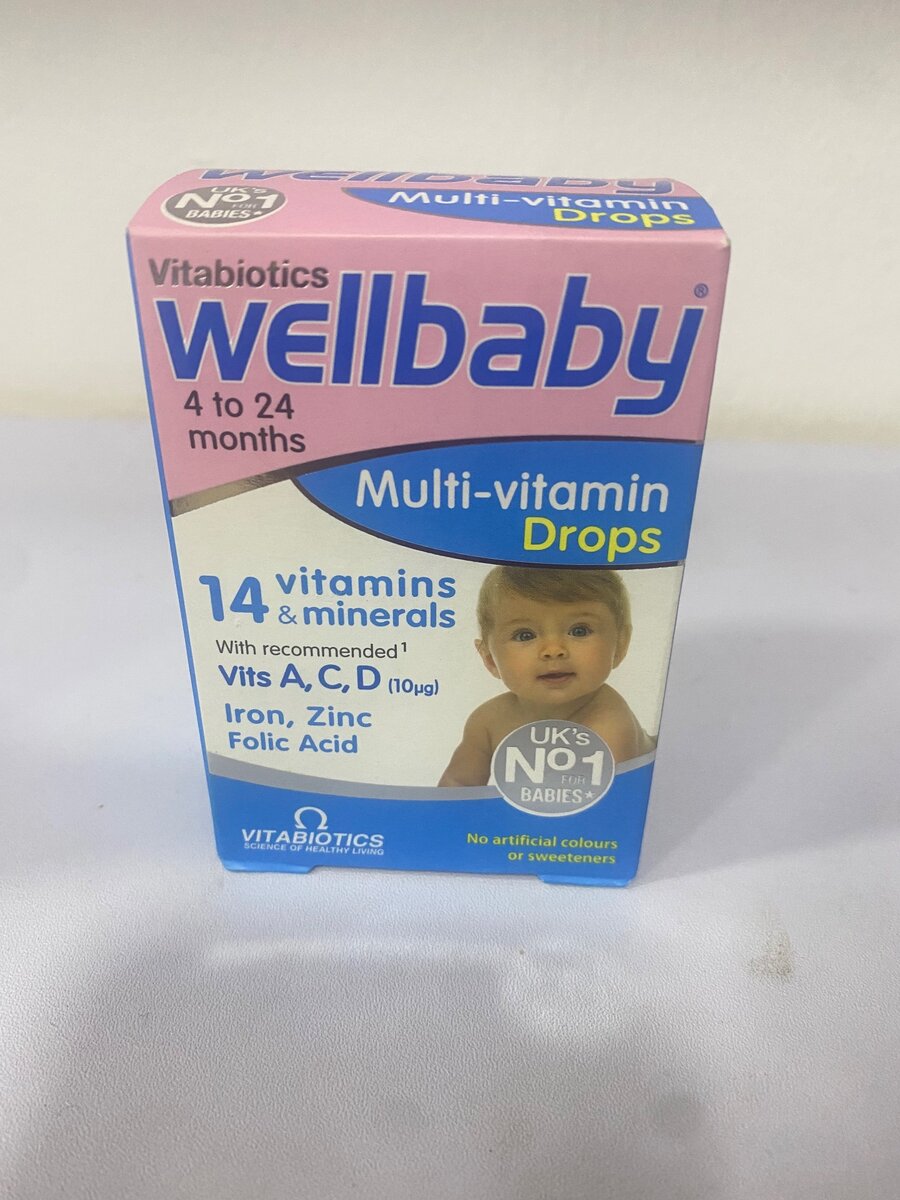 wellbaby
UK's
No1
FOR
BABIES*
Multi-vitamin
Drops
Vitabiotics
wellbaby®
4 to 24
months
Multi-vitamin
Drops
14 vitamins
& minerals
With recommended¹
Vits A, C, D (10µg)
Iron, Zinc
Folic Acid
UK's
No1
FOR
BABIES*
VITABIOTICS
SCIENCE OF HEALTHY LIVING
No artificial colours
or sweeteners